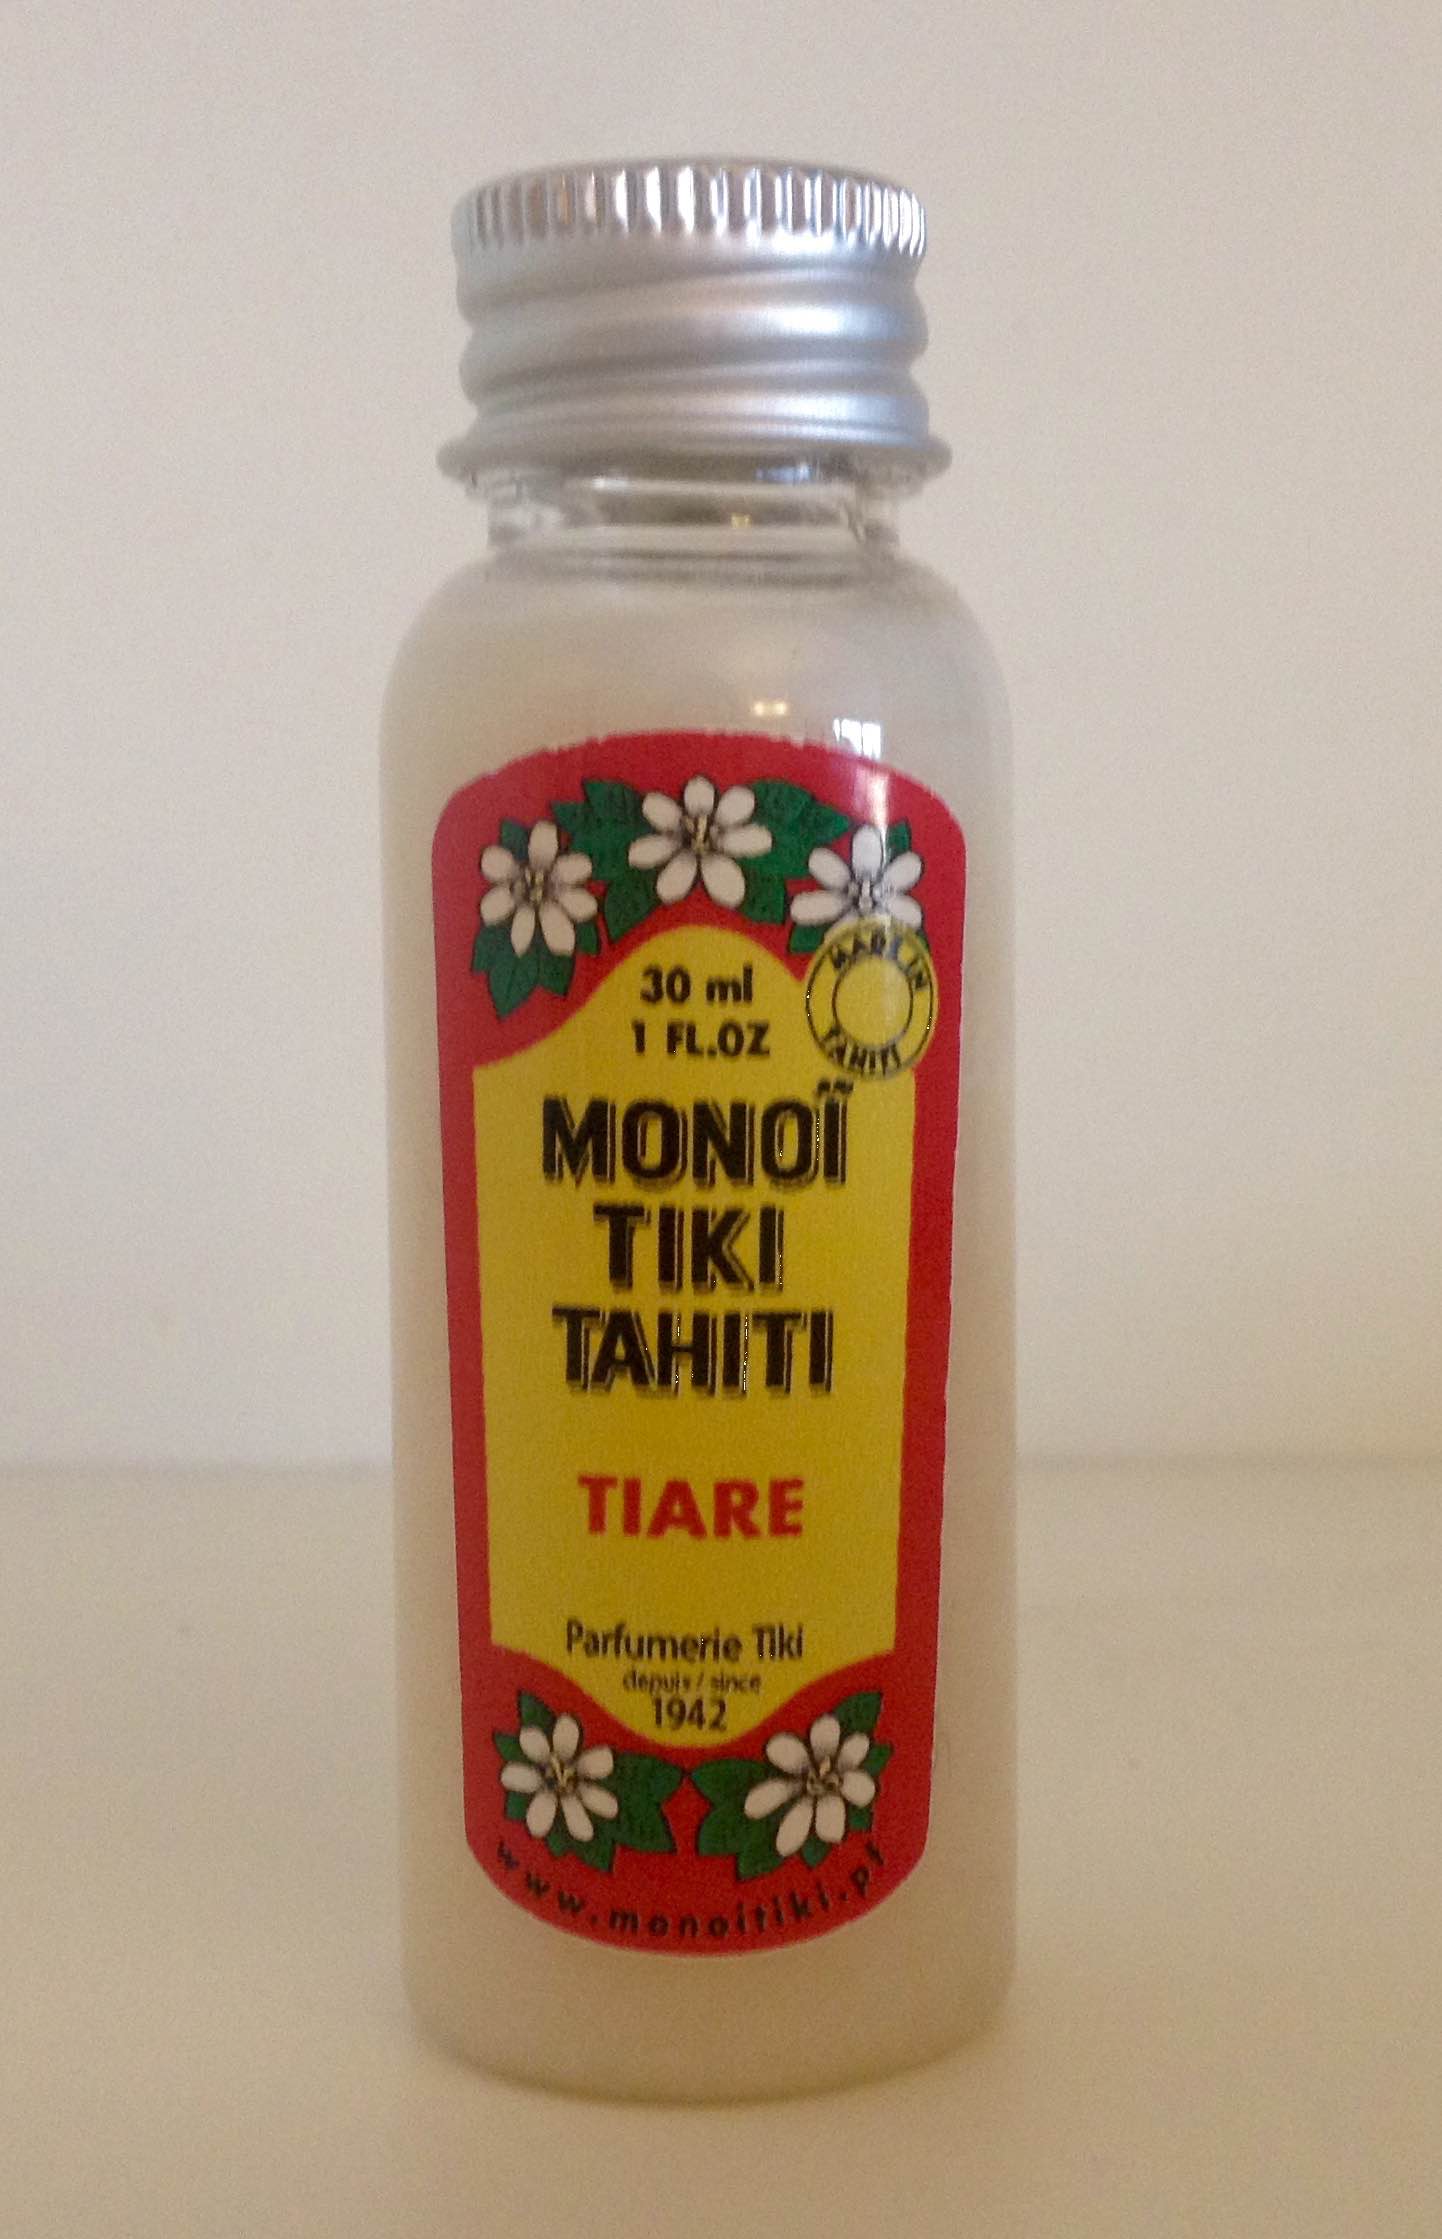 30 ml
1 FL.OZ
MADE IN
TAHITI
MONOÏ
TIKI
TAHITI
TIARE
Parfumerie Tiki
depuis / since
1942
www.monoitiki.pf